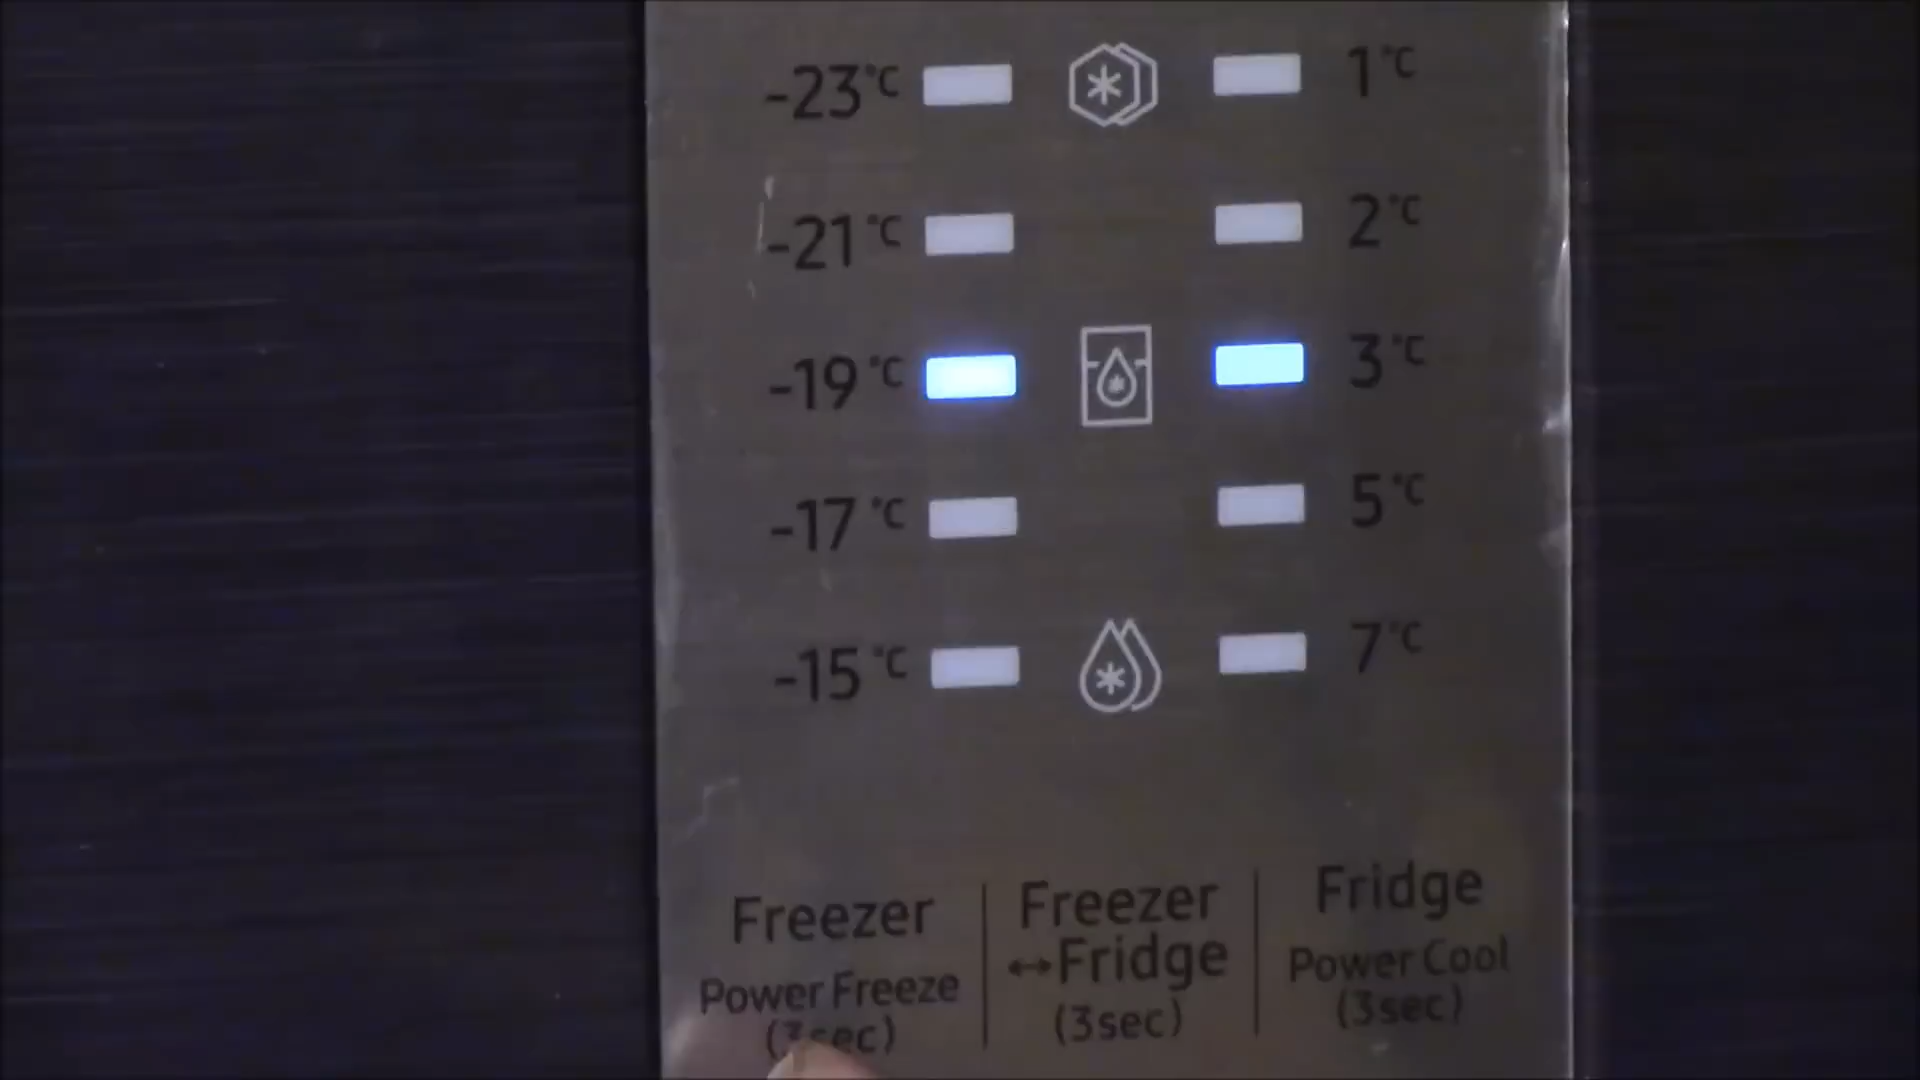 -23°C 1°C
-21°C 2°C
-19°C 3°C
-17°C 5°C
-15°C 7°C
Freezer
Power Freeze
(3sec)
Freezer
↔Fridge
(3sec)
Fridge
Power Cool
(3sec)